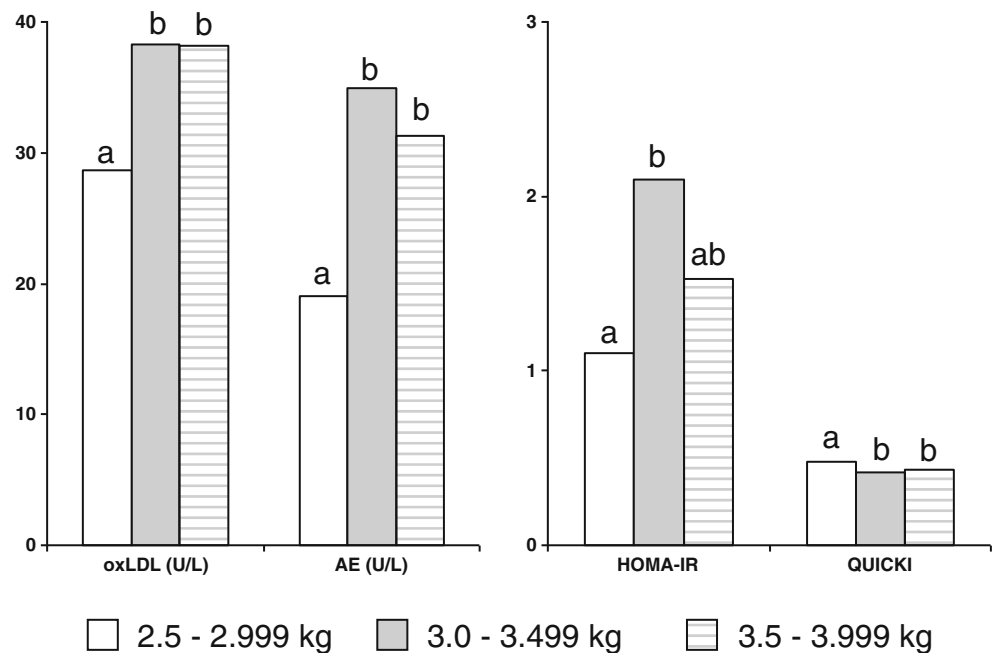 40
30
20
10
0
a
b
b
a
b
b
oxLDL (U/L)
AE (U/L)
3
2
1
0
a
b
ab
a
b
b
HOMA-IR
QUICKI
2.5 - 2.999 kg
3.0 - 3.499 kg
3.5 - 3.999 kg